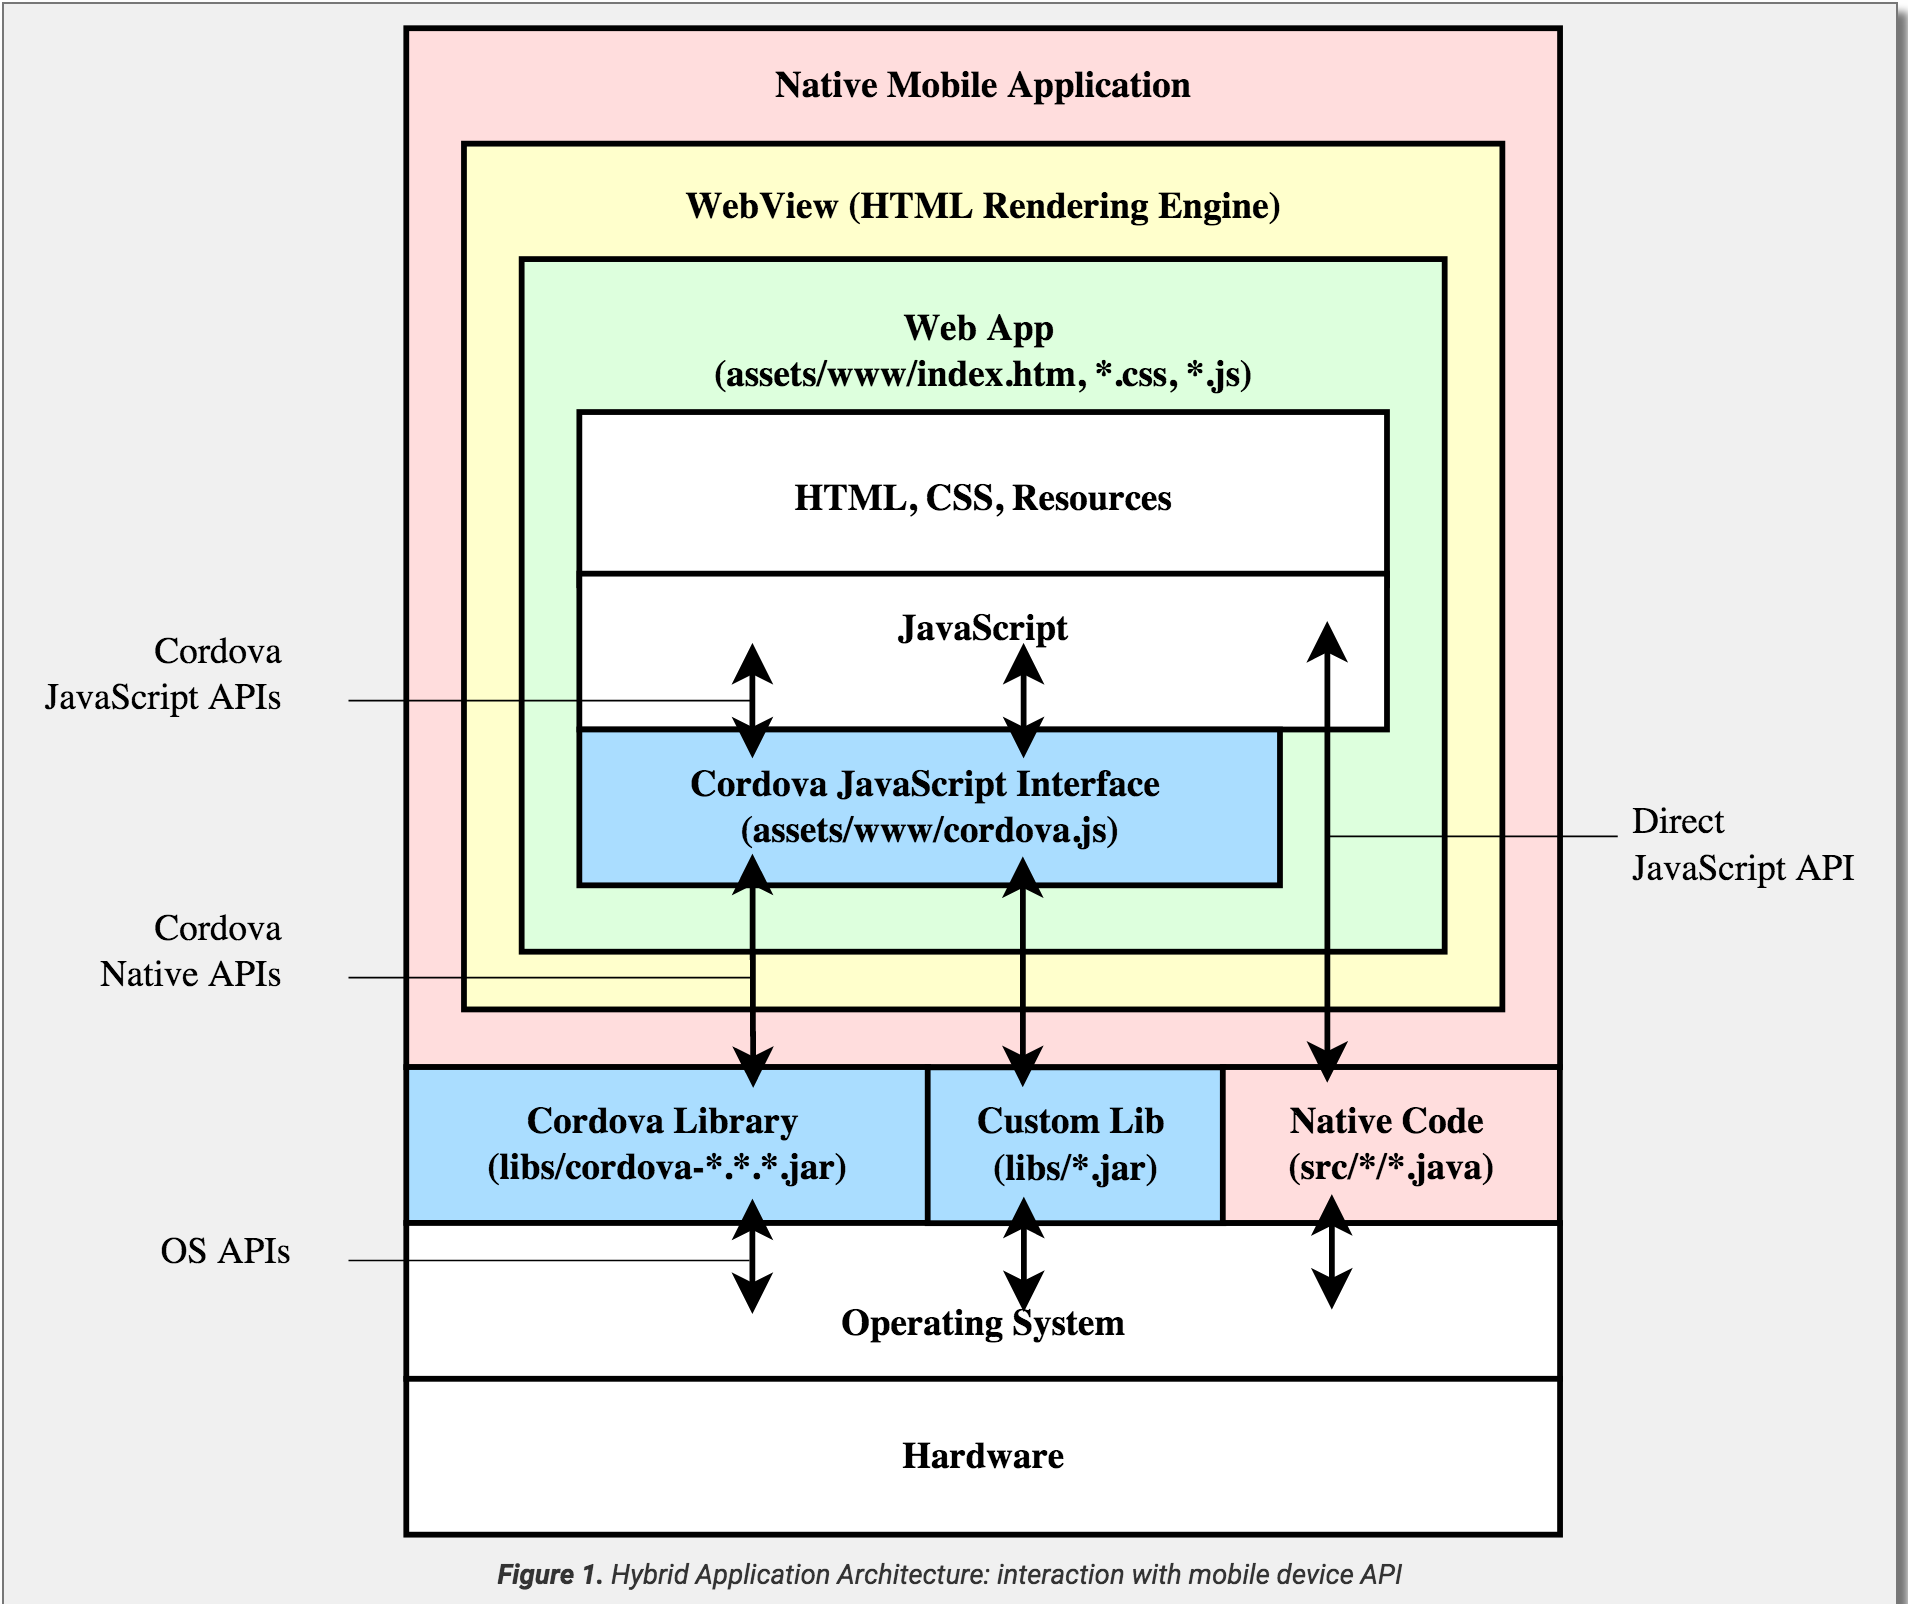 Native Mobile Application
WebView (HTML Rendering Engine)
Web App
(assets/www/index.htm, *.css, *.js)
HTML, CSS, Resources
JavaScript
Cordova
JavaScript APIs
Cordova JavaScript Interface
(assets/www/cordova.js)
Direct
JavaScript API
Cordova
Native APIs
Cordova Library
(libs/cordova-*.*.*.jar)
Custom Lib
(libs/*.jar)
Native Code
(src/*/*.java)
OS APIs
Operating System
Hardware
Figure 1. Hybrid Application Architecture: interaction with mobile device API